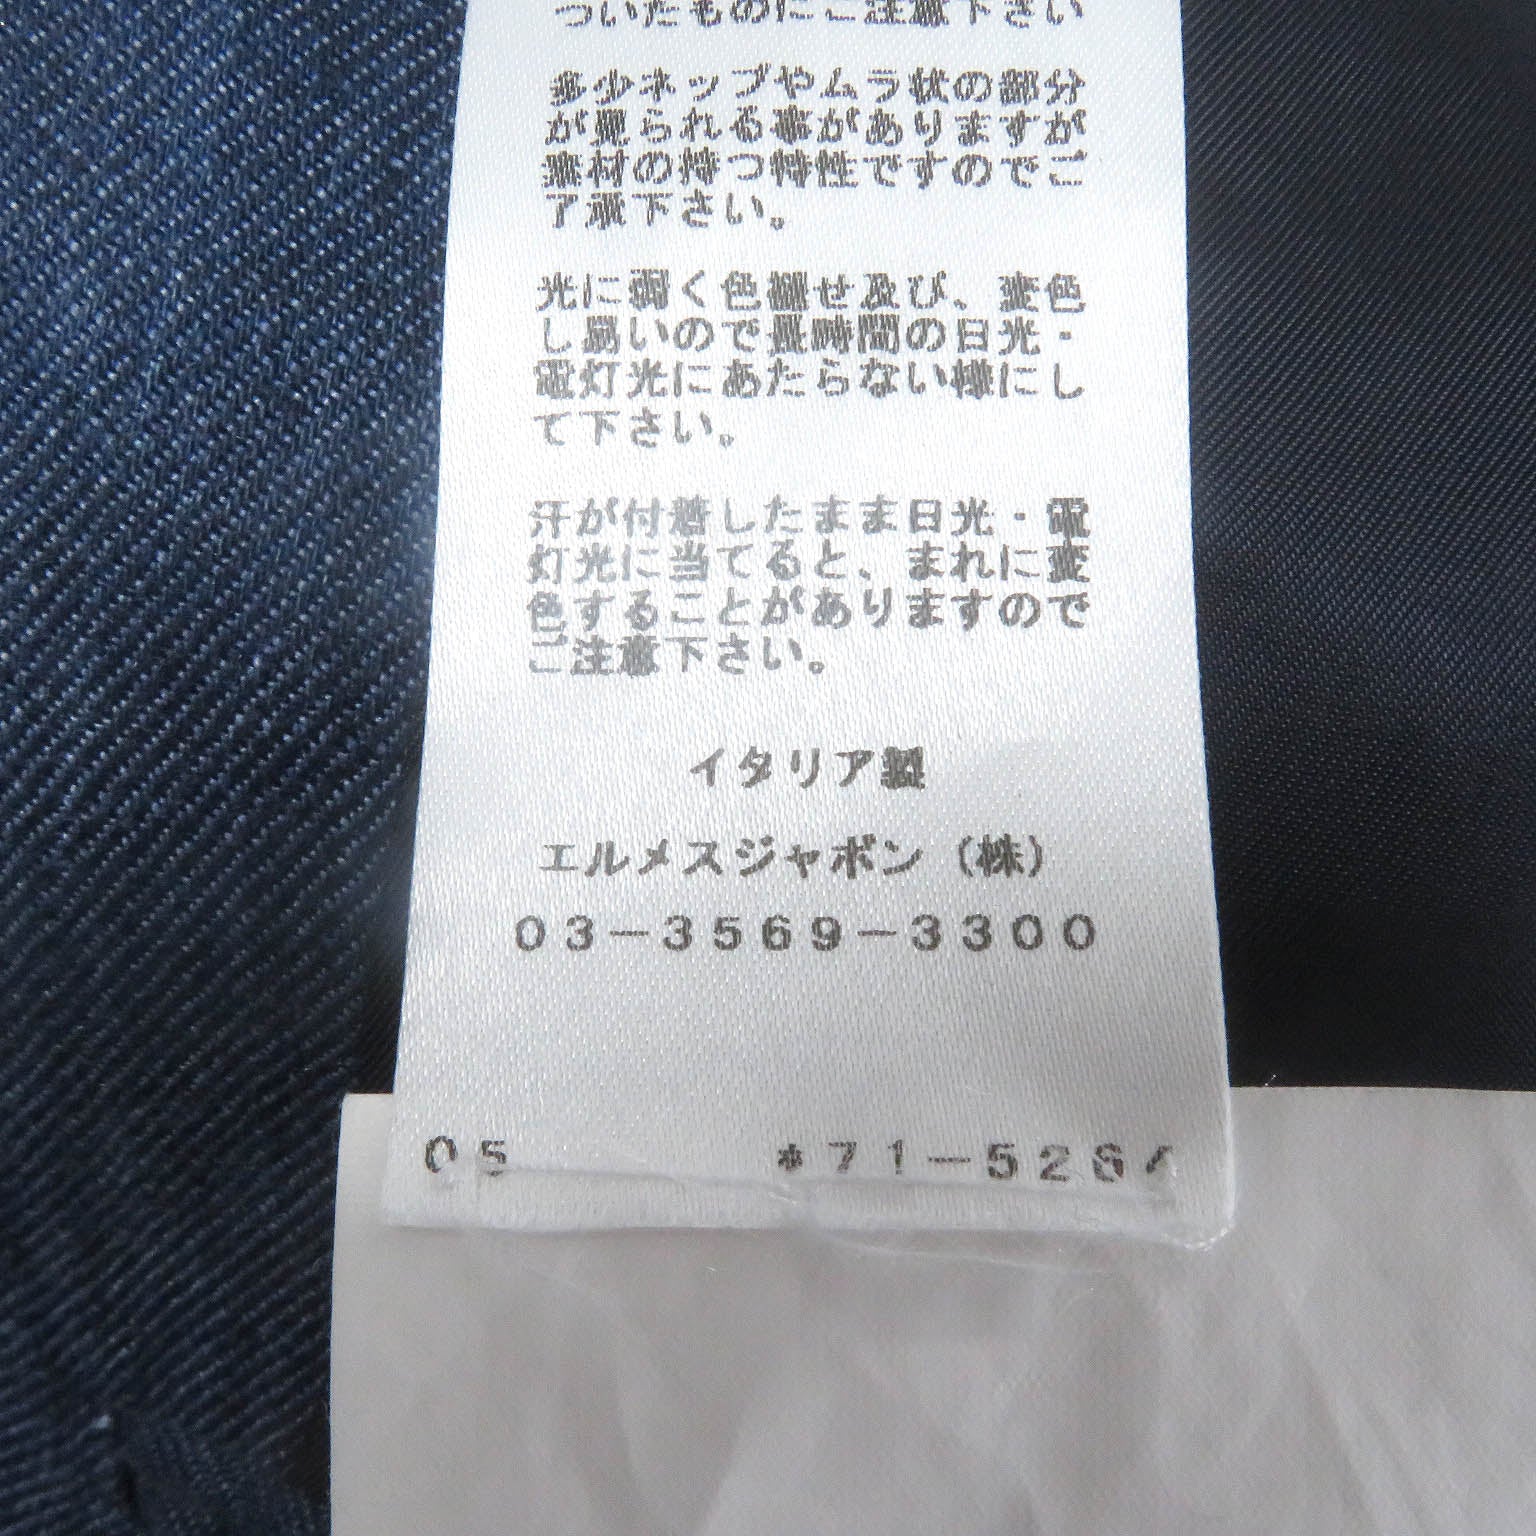 ついたものにご注意下さい
多少ネップやムラ状の部分
が見られる事がありますが
素材の持つ特性ですのでご
了承下さい。
光に弱く色褪せ及び、変色
し易いので長時間の日光・
電灯光にあたらない様にし
て下さい。
汗が付着したまま日光・電
灯光に当てると、まれに変
色することがありますので
ご注意下さい。
イタリア製
エルメスジャポン(株)
03-3569-3300
05 *71-5264